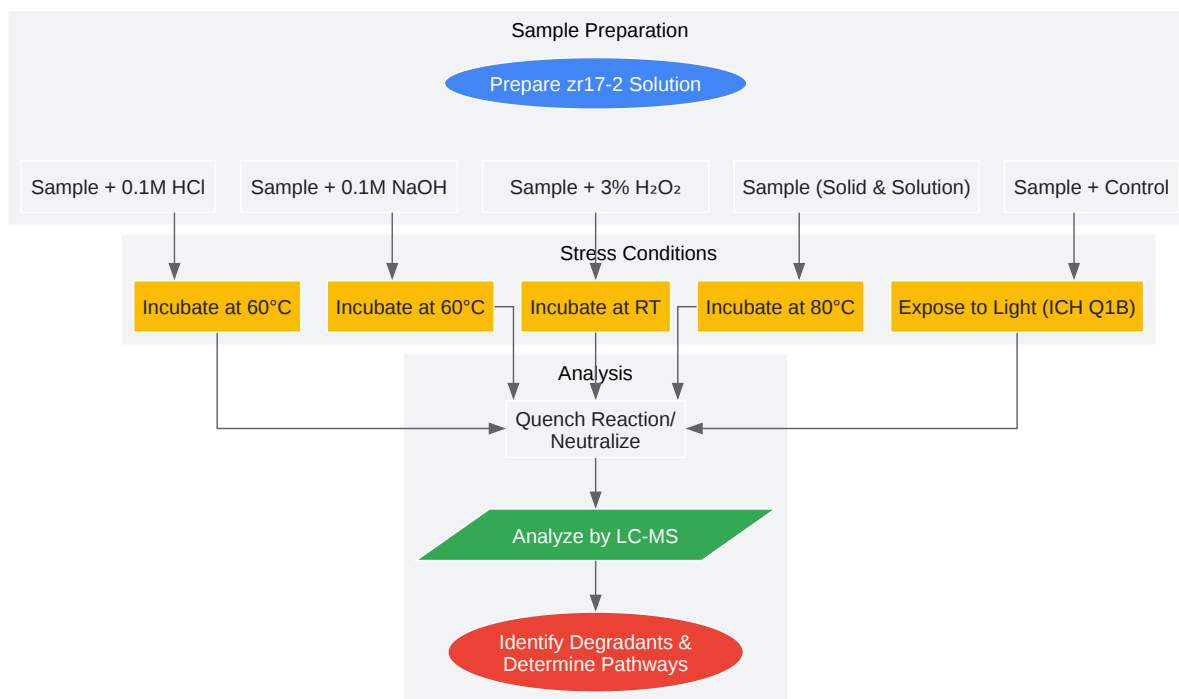 Sample Preparation
Prepare zr17-2 Solution
Sample + 0.1M HCl
Sample + 0.1M NaOH
Sample + 3% H₂O₂
Sample (Solid & Solution)
Sample + Control
Stress Conditions
Incubate at 60°C
Incubate at 60°C
Incubate at RT
Incubate at 80°C
Expose to Light (ICH Q1B)
Analysis
Quench Reaction/
Neutralize
Analyze by LC-MS
Identify Degradants &
Determine Pathways